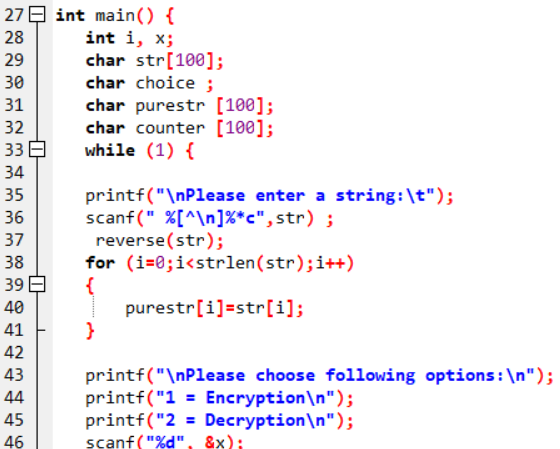 27 int main() {
28 int i, x;
29 char str[100];
30 char choice ;
31 char purestr [100];
32 char counter [100];
33 while (1) {
34
35 printf("\nPlease enter a string:\t");
36 scanf(" %[^\n]%*c",str) ;
37 reverse(str);
38 for (i=0;i<strlen(str);i++)
39 {
40 purestr[i]=str[i];
41 }
42
43 printf("\nPlease choose following options:\n");
44 printf("1 = Encryption\n");
45 printf("2 = Decryption\n");
46 scanf("%d", &x);